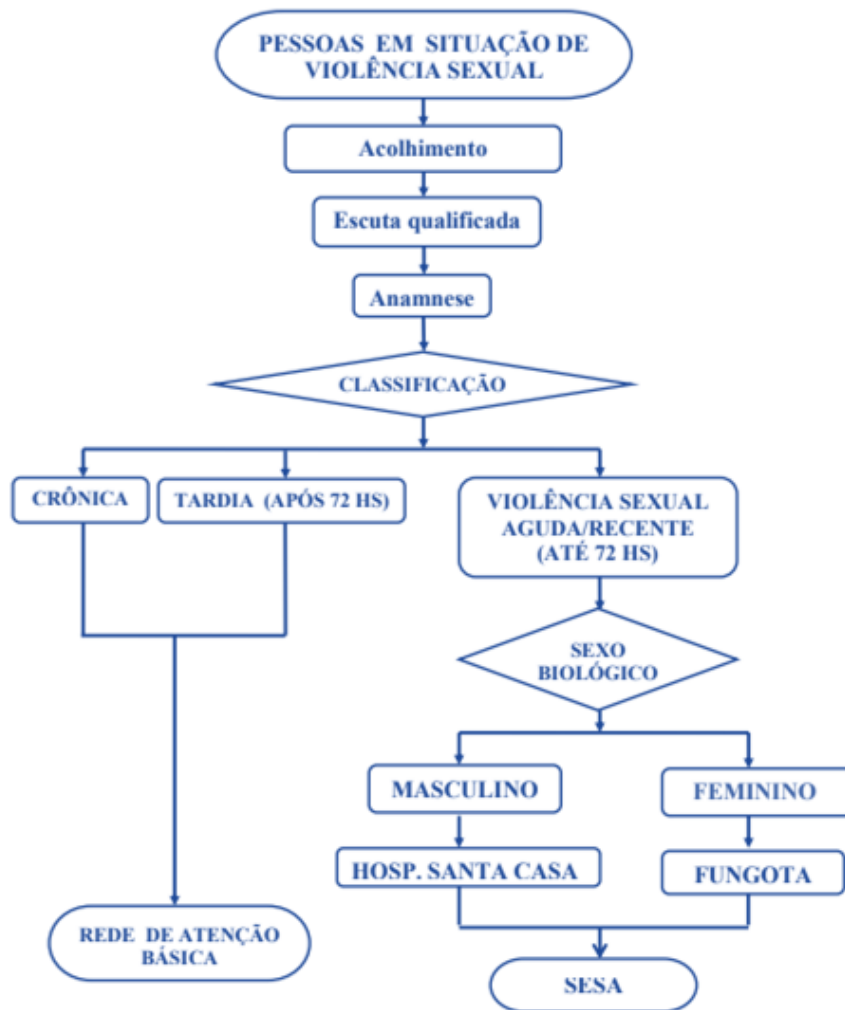 PESSOAS EM SITUAÇÃO DE
VIOLÊNCIA SEXUAL
Acolhimento
Escuta qualificada
Anamnese
CLASSIFICAÇÃO
CRÔNICA
TARDIA (APÓS 72 HS)
VIOLÊNCIA SEXUAL
AGUDA/RECENTE
(ATÉ 72 HS)
SEXO
BIOLÓGICO
MASCULINO
FEMININO
HOSP. SANTA CASA
FUNGOTA
REDE DE ATENÇÃO
BÁSICA
SESA